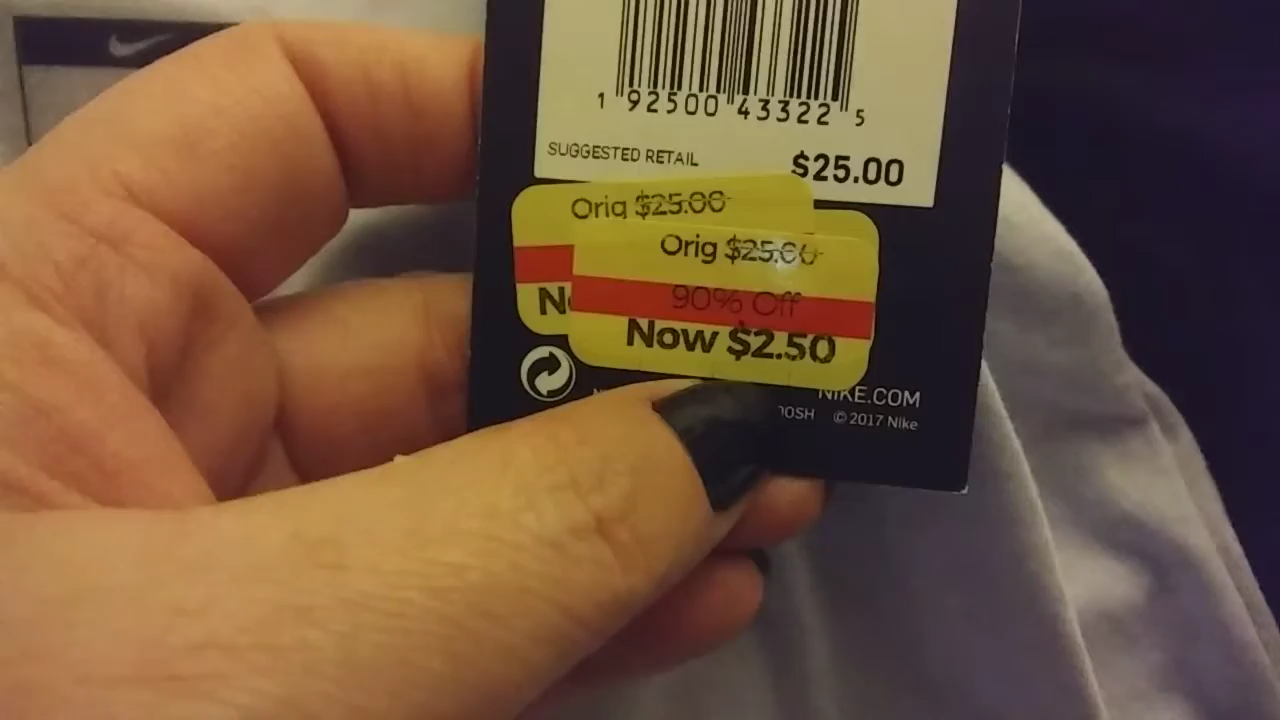 1 92500 43322 5
SUGGESTED RETAIL $25.00
Orig $25.00
Orig $25.00
90% Off
Now $2.50
NIKE.COM
© 2017 Nike